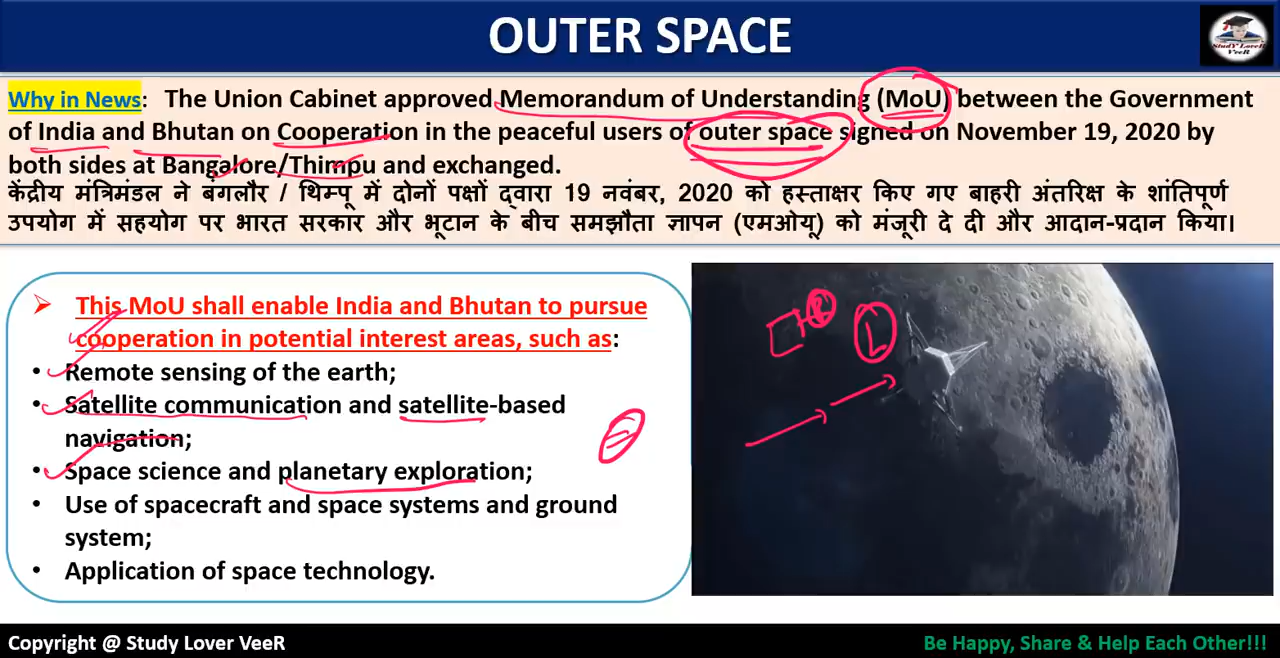 OUTER SPACE
StudY LoveR
VeeR
Why in News: The Union Cabinet approved Memorandum of Understanding (MoU) between the Government
of India and Bhutan on Cooperation in the peaceful users of outer space signed on November 19, 2020 by
both sides at Bangalore/Thimpu and exchanged.
केंद्रीय मंत्रिमंडल ने बंगलौर / थिम्पू में दोनों पक्षों द्वारा 19 नवंबर, 2020 को हस्ताक्षर किए गए बाहरी अंतरिक्ष के शांतिपूर्ण
उपयोग में सहयोग पर भारत सरकार और भूटान के बीच समझौता ज्ञापन (एमओयू) को मंजूरी दे दी और आदान-प्रदान किया।
➤ This MoU shall enable India and Bhutan to pursue
cooperation in potential interest areas, such as:
• Remote sensing of the earth;
• Satellite communication and satellite-based
navigation;
• Space science and planetary exploration;
• Use of spacecraft and space systems and ground
system;
• Application of space technology.
L
Copyright @ Study Lover VeeR
Be Happy, Share & Help Each Other!!!